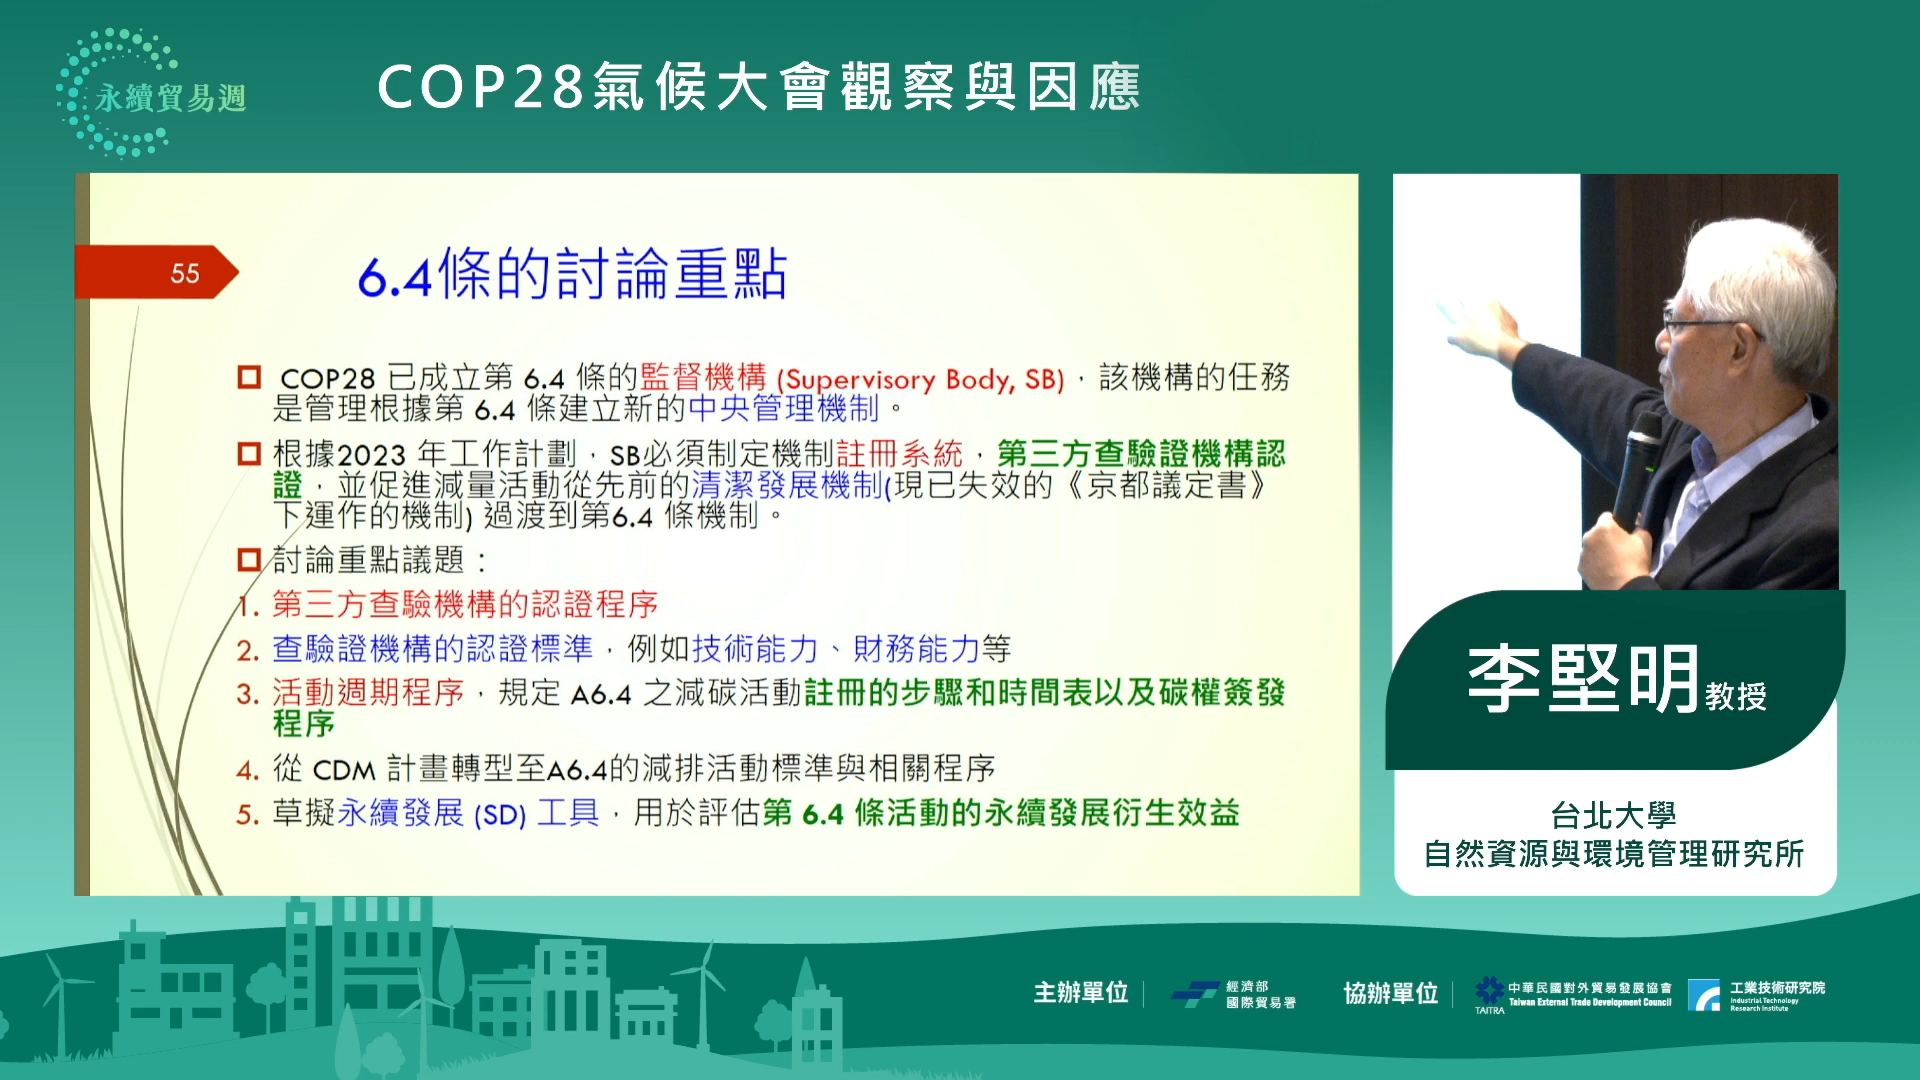 永續貿易週
COP28氣候大會觀察與因應
55
6.4條的討論重點
COP28 已成立第 6.4 條的監督機構 (Supervisory Body, SB)，該機構的任務
是管理根據第 6.4 條建立新的中央管理機制。
根據2023 年工作計劃，SB必須制定機制註冊系統，第三方查驗證機構認
證，並促進減量活動從先前的清潔發展機制(現已失效的《京都議定書》
下運作的機制) 過渡到第6.4 條機制。
討論重點議題：
1. 第三方查驗機構的認證程序
2. 查驗證機構的認證標準，例如技術能力、財務能力等
3. 活動週期程序，規定 A6.4 之減碳活動註冊的步驟和時間表以及碳權簽發
程序
4. 從 CDM 計畫轉型至A6.4的減排活動標準與相關程序
5. 草擬永續發展 (SD) 工具，用於評估第 6.4 條活動的永續發展衍生效益
李堅明教授
台北大學
自然資源與環境管理研究所
主辦單位
經濟部
國際貿易署
協辦單位
TAITRA
中華民國對外貿易發展協會
Taiwan External Trade Development Council
工業技術研究院
Industrial Technology
Research Institute